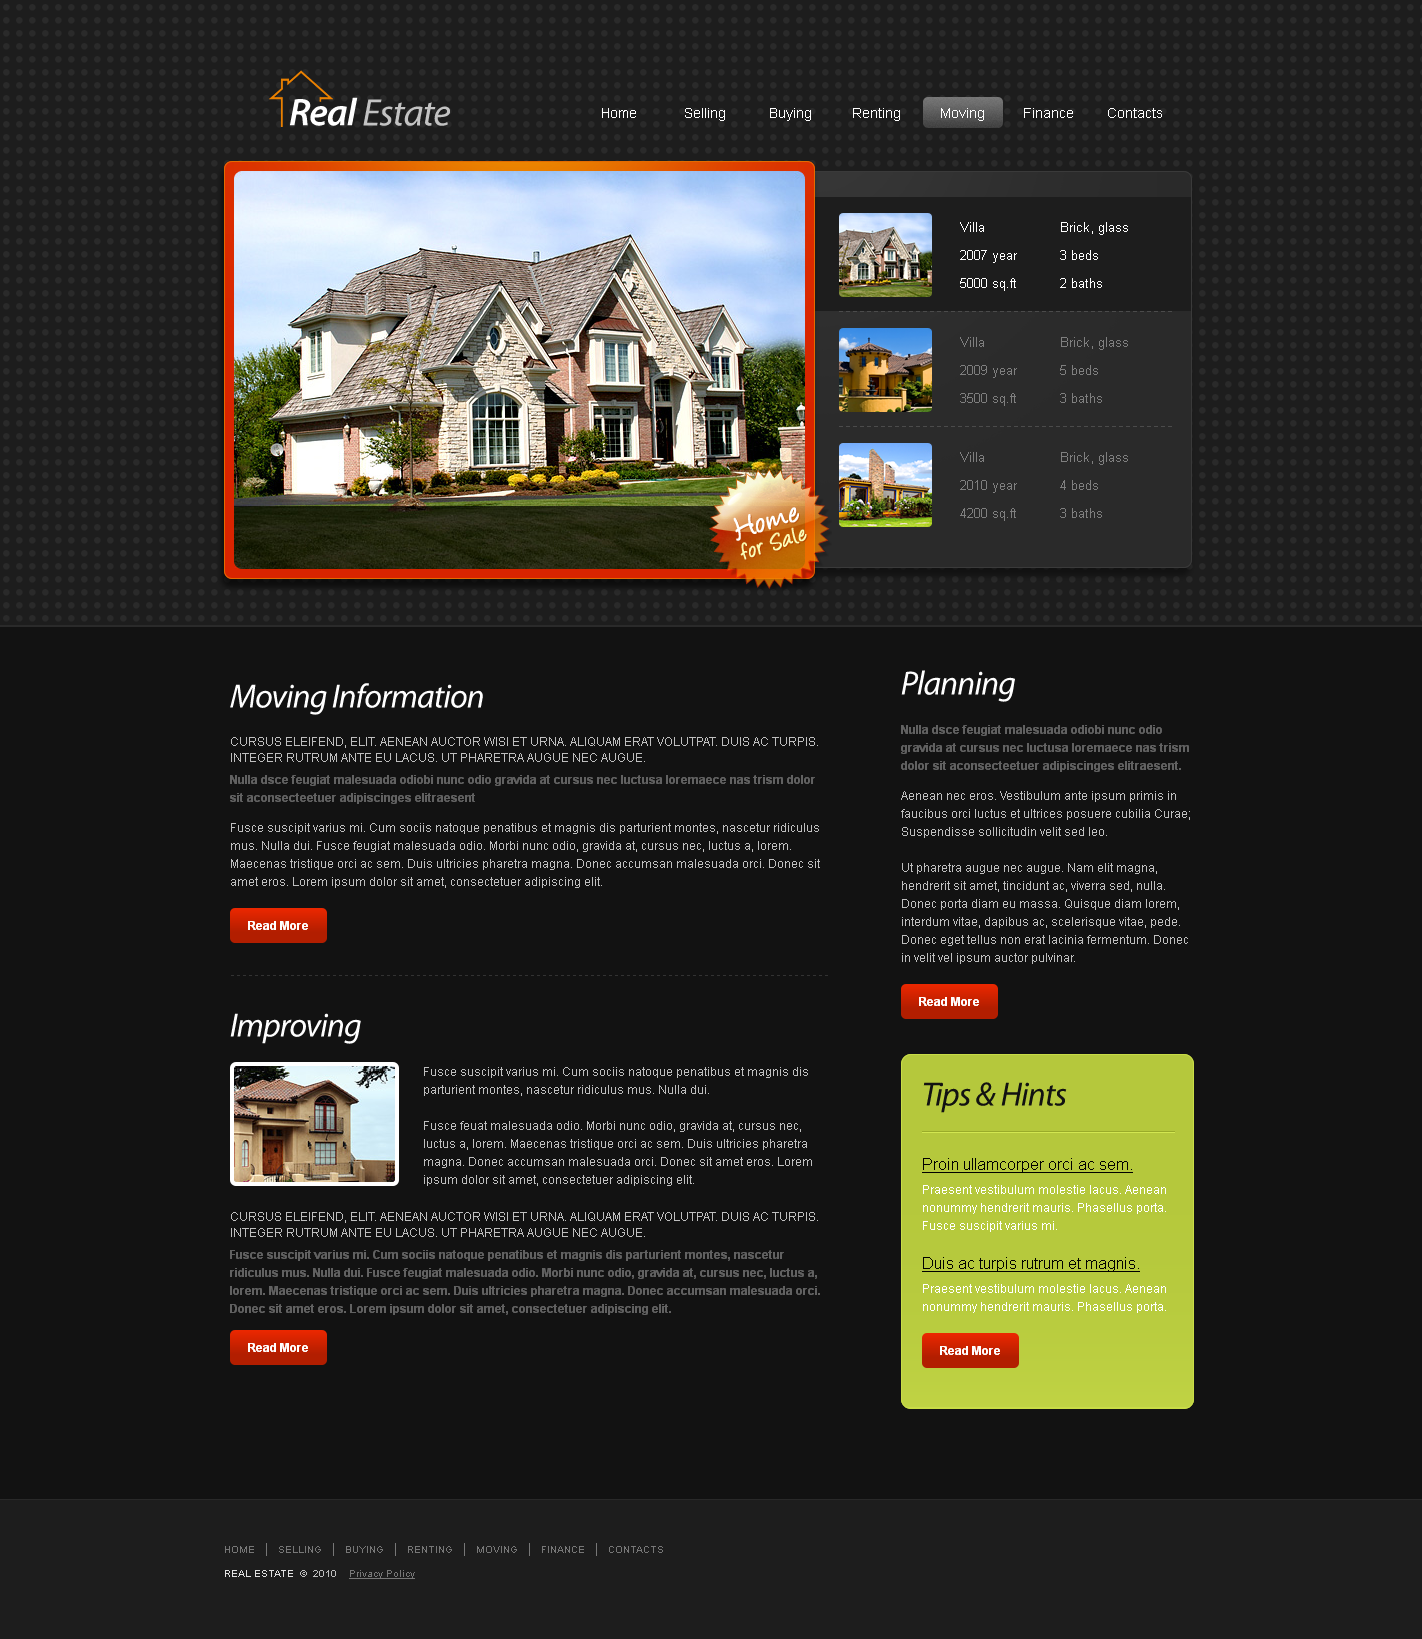 Real Estate
Home
Selling
Buying
Renting
Moving
Finance
Contacts
Villa
Brick, glass
2007 year
3 beds
5000 sq.ft
2 baths
Villa
Brick, glass
2009 year
5 beds
3500 sq.ft
3 baths
Villa
Brick, glass
2010 year
4 beds
4200 sq.ft
3 baths
Home
for Sale
Moving Information
CURSUS ELEIFEND, ELIT. AENEAN AUCTOR WISI ET URNA. ALIQUAM ERAT VOLUTPAT. DUIS AC TURPIS.
INTEGER RUTRUM ANTE EU LACUS. UT PHARETRA AUGUE NEC AUGUE.
Nulla dsce feugiat malesuada odiobi nunc odio gravida at cursus nec luctusa loremaece nas trism dolor
sit aconsecteetuer adipiscinges elitraesent
Fusce suscipit varius mi. Cum sociis natoque penatibus et magnis dis parturient montes, nascetur ridiculus
mus. Nulla dui. Fusce feugiat malesuada odio. Morbi nunc odio, gravida at, cursus nec, luctus a, lorem.
Maecenas tristique orci ac sem. Duis ultricies pharetra magna. Donec accumsan malesuada orci. Donec sit
amet eros. Lorem ipsum dolor sit amet, consectetuer adipiscing elit.
Read More
Improving
Fusce suscipit varius mi. Cum sociis natoque penatibus et magnis dis
parturient montes, nascetur ridiculus mus. Nulla dui.
Fusce feuat malesuada odio. Morbi nunc odio, gravida at, cursus nec,
luctus a, lorem. Maecenas tristique orci ac sem. Duis ultricies pharetra
magna. Donec accumsan malesuada orci. Donec sit amet eros. Lorem
ipsum dolor sit amet, consectetuer adipiscing elit.
CURSUS ELEIFEND, ELIT. AENEAN AUCTOR WISI ET URNA. ALIQUAM ERAT VOLUTPAT. DUIS AC TURPIS.
INTEGER RUTRUM ANTE EU LACUS. UT PHARETRA AUGUE NEC AUGUE.
Fusce suscipit varius mi. Cum sociis natoque penatibus et magnis dis parturient montes, nascetur
ridiculus mus. Nulla dui. Fusce feugiat malesuada odio. Morbi nunc odio, gravida at, cursus nec, luctus a,
lorem. Maecenas tristique orci ac sem. Duis ultricies pharetra magna. Donec accumsan malesuada orci.
Donec sit amet eros. Lorem ipsum dolor sit amet, consectetuer adipiscing elit.
Read More
Planning
Nulla dsce feugiat malesuada odiobi nunc odio
gravida at cursus nec luctusa loremaece nas trism
dolor sit aconsecteetuer adipiscinges elitraesent.
Aenean nec eros. Vestibulum ante ipsum primis in
faucibus orci luctus et ultrices posuere cubilia Curae;
Suspendisse sollicitudin velit sed leo.
Ut pharetra augue nec augue. Nam elit magna,
hendrerit sit amet, tincidunt ac, viverra sed, nulla.
Donec porta diam eu massa. Quisque diam lorem,
interdum vitae, dapibus ac, scelerisque vitae, pede.
Donec eget tellus non erat lacinia fermentum. Donec
in velit vel ipsum auctor pulvinar.
Read More
Tips & Hints
Proin ullamcorper orci ac sem.
Praesent vestibulum molestie lacus. Aenean
nonummy hendrerit mauris. Phasellus porta.
Fusce suscipit varius mi.
Duis ac turpis rutrum et magnis.
Praesent vestibulum molestie lacus. Aenean
nonummy hendrerit mauris. Phasellus porta.
Read More
HOME | SELLING | BUYING | RENTING | MOVING | FINANCE | CONTACTS
REAL ESTATE © 2010 Privacy Policy